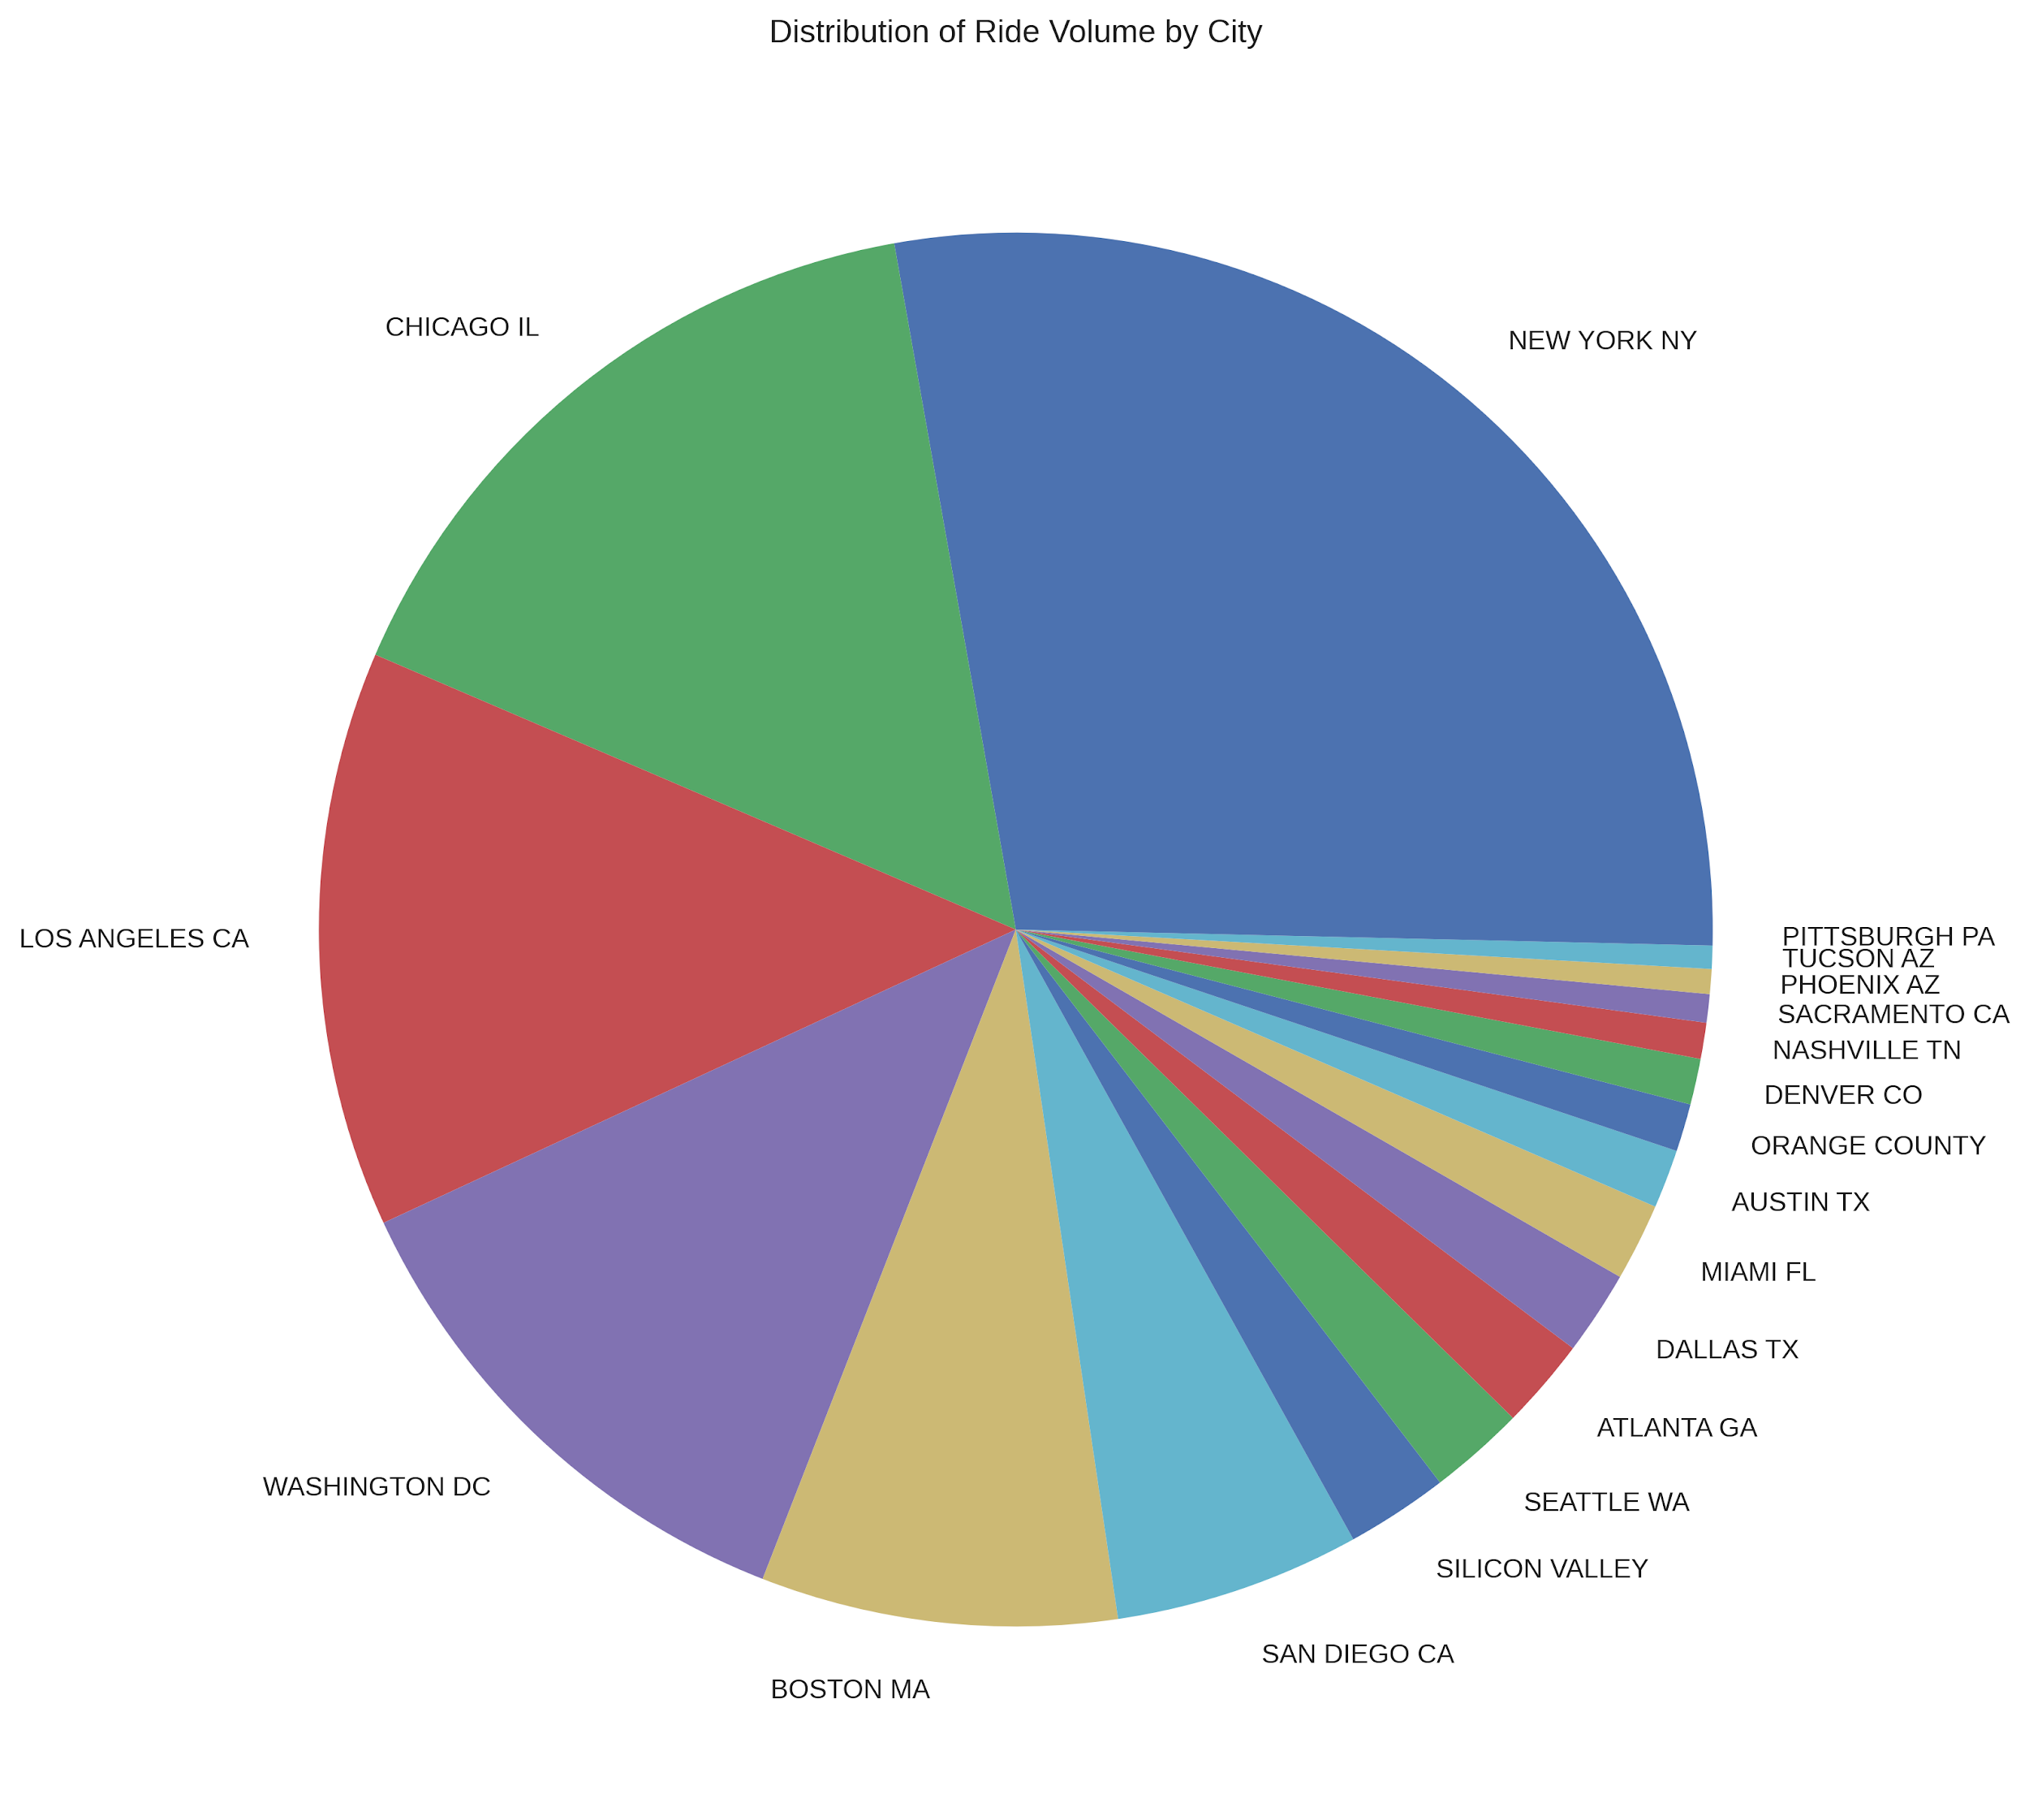 Distribution of Ride Volume by City
NEW YORK NY
CHICAGO IL
LOS ANGELES CA
WASHINGTON DC
BOSTON MA
SAN DIEGO CA
SILICON VALLEY
SEATTLE WA
ATLANTA GA
DALLAS TX
MIAMI FL
AUSTIN TX
ORANGE COUNTY
DENVER CO
NASHVILLE TN
SACRAMENTO CA
PHOENIX AZ
TUCSON AZ
PITTSBURGH PA